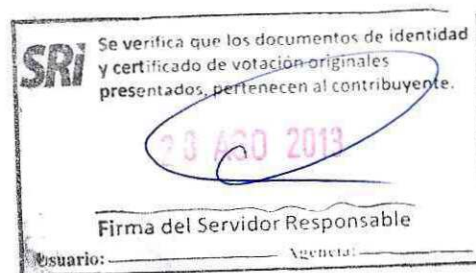 SRi
Se verifica que los documentos de identidad
y certificado de votación originales
presentados, pertenecen al contribuyente.
AGO 2013
Firma del Servidor Responsable
Usuario: Agencia: